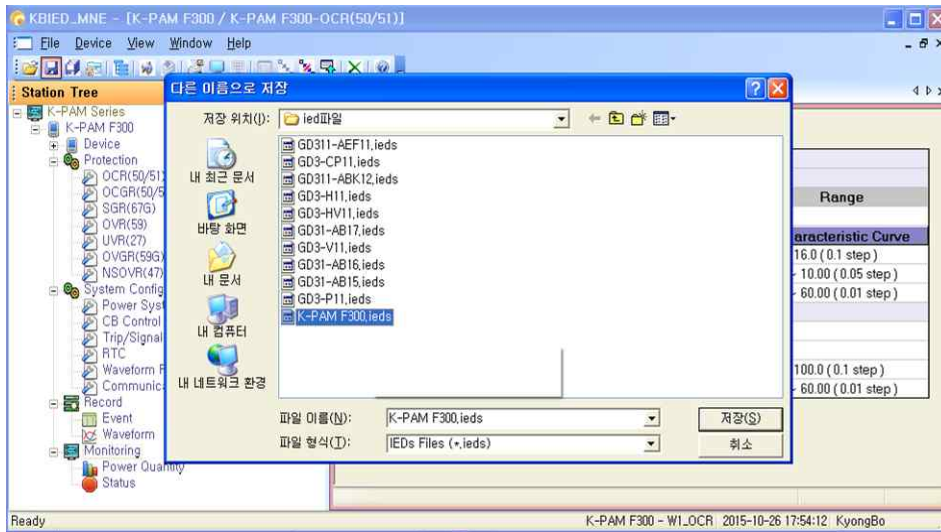 KBIED_MNE - [K-PAM F300 / K-PAM F300-OCR(50/51)]
File Device View Window Help
Station Tree
K-PAM Series
K-PAM F300
Device
Protection
OCR(50/51)
OCGR(50/5
SGR(67G)
OVR(59)
UVR(27)
OVGR(59G)
NSOVR(47)
System Config
Power Syst
CB Control
Trip/Signal
RTC
Waveform F
Communic
Record
Event
Waveform
Monitoring
Power Quantity
Status
다른 이름으로 저장
저장 위치(I):
ied파일
내 최근 문서
바탕 화면
내 문서
내 컴퓨터
내 네트워크 환경
GD311-AEF11.ieds
GD3-CP11.ieds
GD311-ABK12.ieds
GD3-H11.ieds
GD3-HV11.ieds
GD31-AB17.ieds
GD3-V11.ieds
GD31-AB16.ieds
GD31-AB15.ieds
GD3-P11.ieds
K-PAM F300.ieds
파일 이름(N):
K-PAM F300.ieds
저장(S)
파일 형식(T):
IEDs Files (*.ieds)
취소
Range
aracteristic Curve
16.0 ( 0.1 step )
- 10.00 ( 0.05 step )
- 60.00 ( 0.01 step )
100.0 ( 0.1 step )
- 60.00 ( 0.01 step )
Ready
K-PAM F300 - W1_OCR
2015-10-26 17:54:12
KyongBo